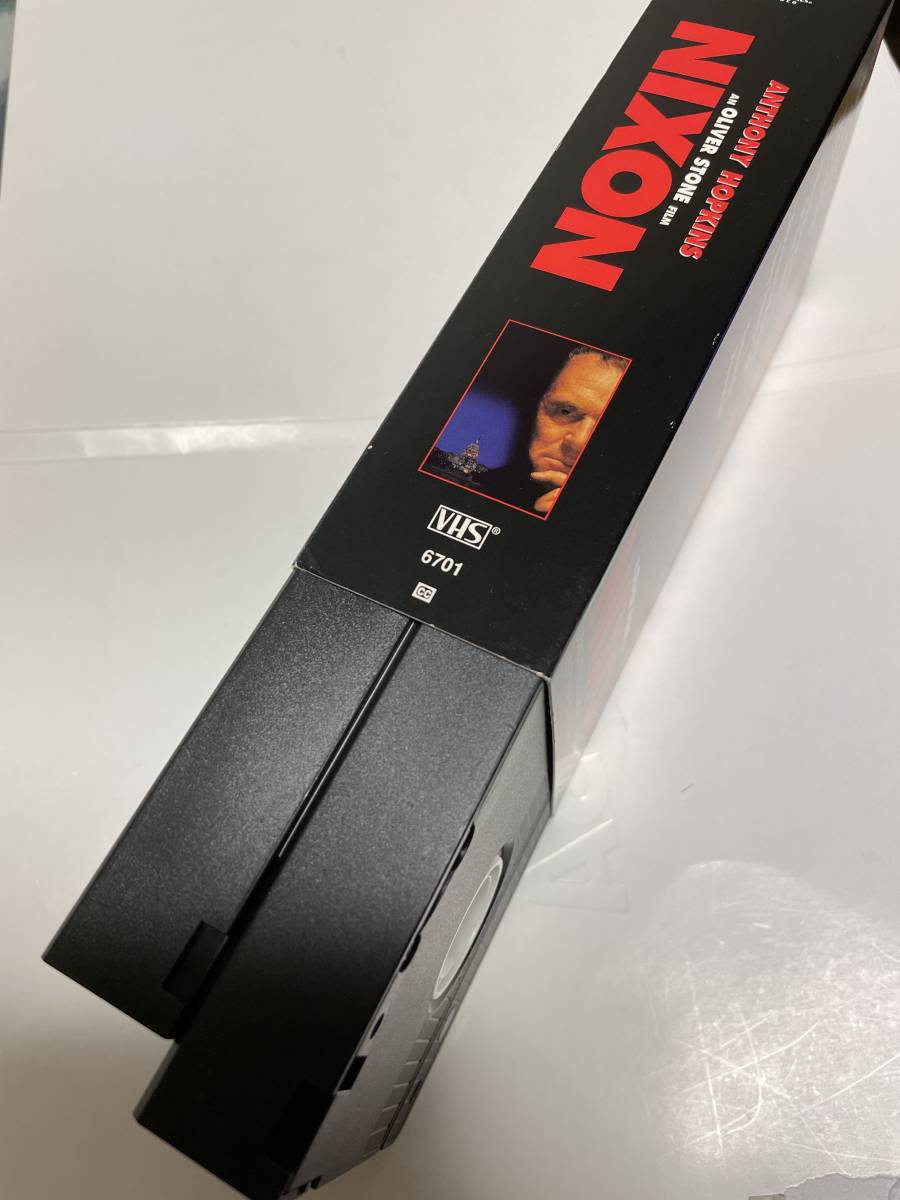 ANTHONY HOPKINS
AN OLIVER STONE FILM
NIXON
VHS®
6701
CC